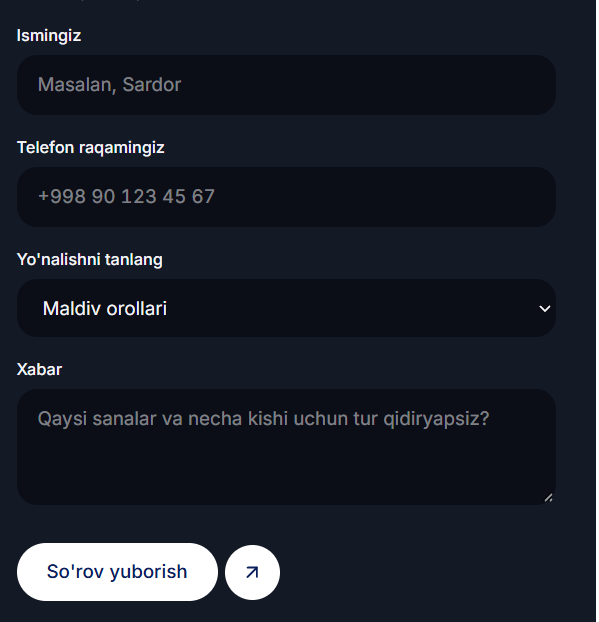 Ismingiz
Masalan, Sardor
Telefon raqamingiz
+998 90 123 45 67
Yo'nalishni tanlang
Maldiv orollari
Xabar
Qaysi sanalar va necha kishi uchun tur qidiryapsiz?
So'rov yuborish